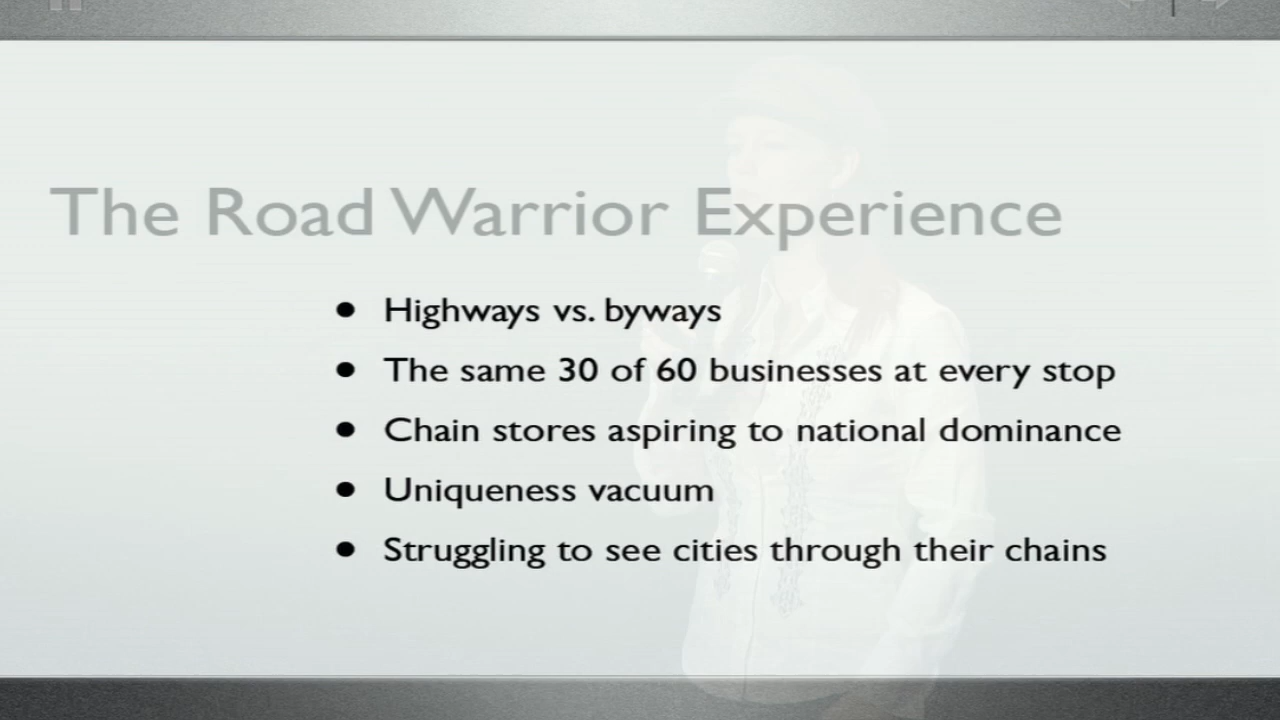 The Road Warrior Experience
• Highways vs. byways
• The same 30 of 60 businesses at every stop
• Chain stores aspiring to national dominance
• Uniqueness vacuum
• Struggling to see cities through their chains